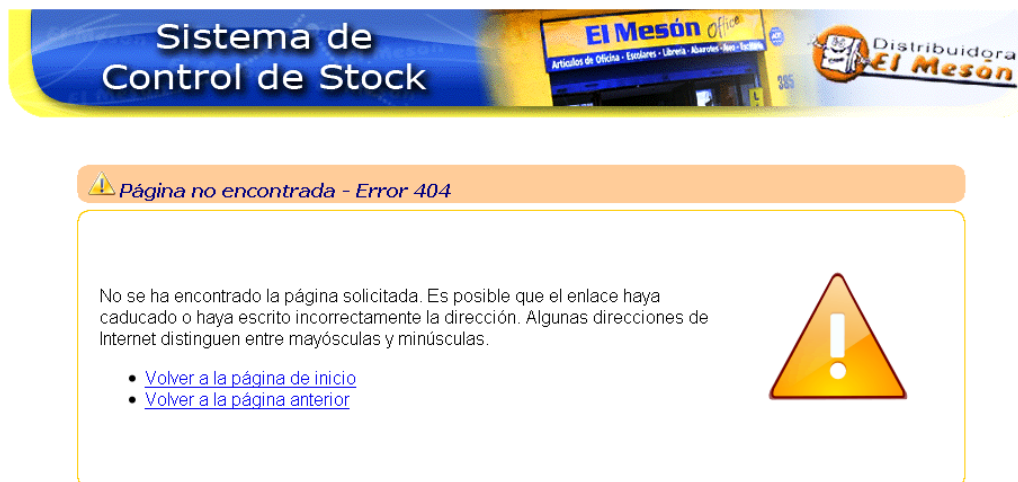 Sistema de
Control de Stock
El Mesón Office
Artículos de Oficina - Escolares - Librería - Abarrotes - Aseo -
385
Distribuidora
El Meson
Página no encontrada - Error 404
No se ha encontrado la página solicitada. Es posible que el enlace haya
caducado o haya escrito incorrectamente la dirección. Algunas direcciones de
Internet distinguen entre mayósculas y minúsculas.
Volver a la página de inicio
Volver a la página anterior